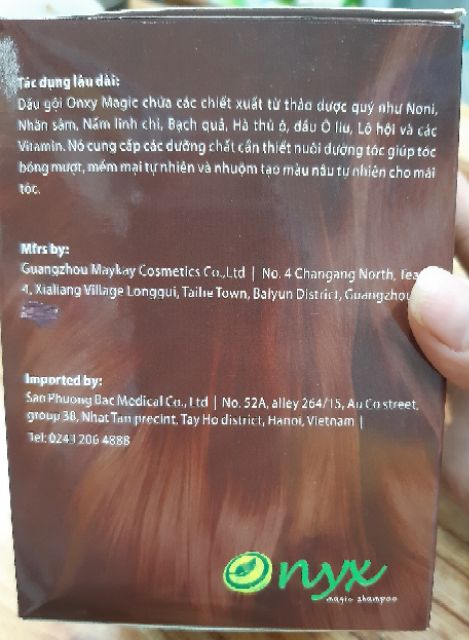 Tác dụng lâu dài:
Dầu gội Onxy Magic chứa các chiết xuất từ thảo dược quý như Noni,
Nhân sâm, Nấm linh chi, Bạch quả, Hà thủ ô, dầu Ô liu, Lô hội và các
Vitamin. Nó cung cấp các dưỡng chất cần thiết nuôi dưỡng tóc giúp tóc
bóng mượt, mềm mại tự nhiên và nhuộm tạo màu nâu tự nhiên cho mái
tóc.
Mfrs by:
Guangzhou Maykay Cosmetics Co.,Ltd | No. 4 Changang North,
4, Xialiang Village Longgui, Taihe Town, Baiyun District, Guangzhou
Imported by:
Sao Phuong Bac Medical Co., Ltd | No. 52A, alley 264/15, Au Co street,
group 38, Nhat Tan precint, Tay Ho district, Hanoi, Vietnam |
Tel: 0243 206 4888
Onyx
magic shampoo